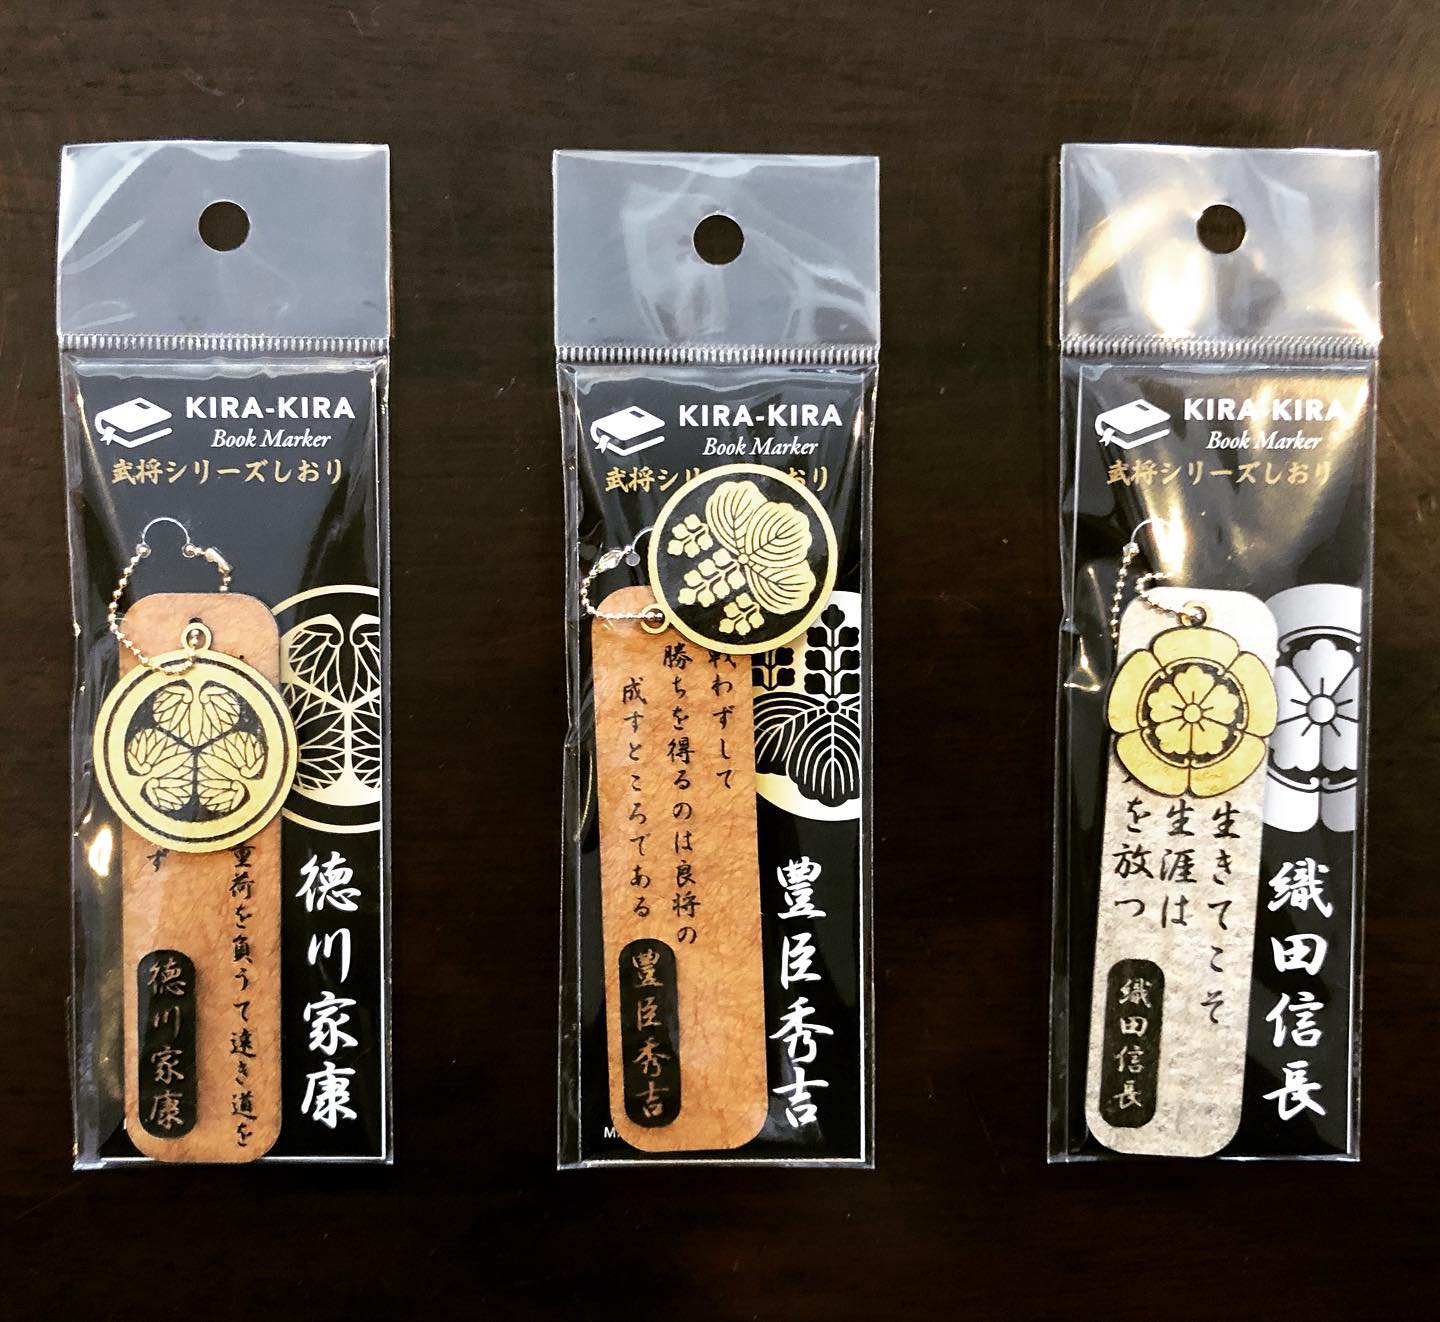 KIRA-KIRA
Book Marker
武将シリーズしおり
重荷を負うて遠き道を
ず
徳川家康
徳川家康
KIRA-KIRA
Book Marker
武将シリ
おり
戦わずして
勝ちを得るのは良将の
成すところである
豊臣秀吉
豊臣秀吉
KIRA-KIRA
Book Marker
武将シリーズしおり
生きてこそ
生涯は
を放つ
織田信長
織田信長